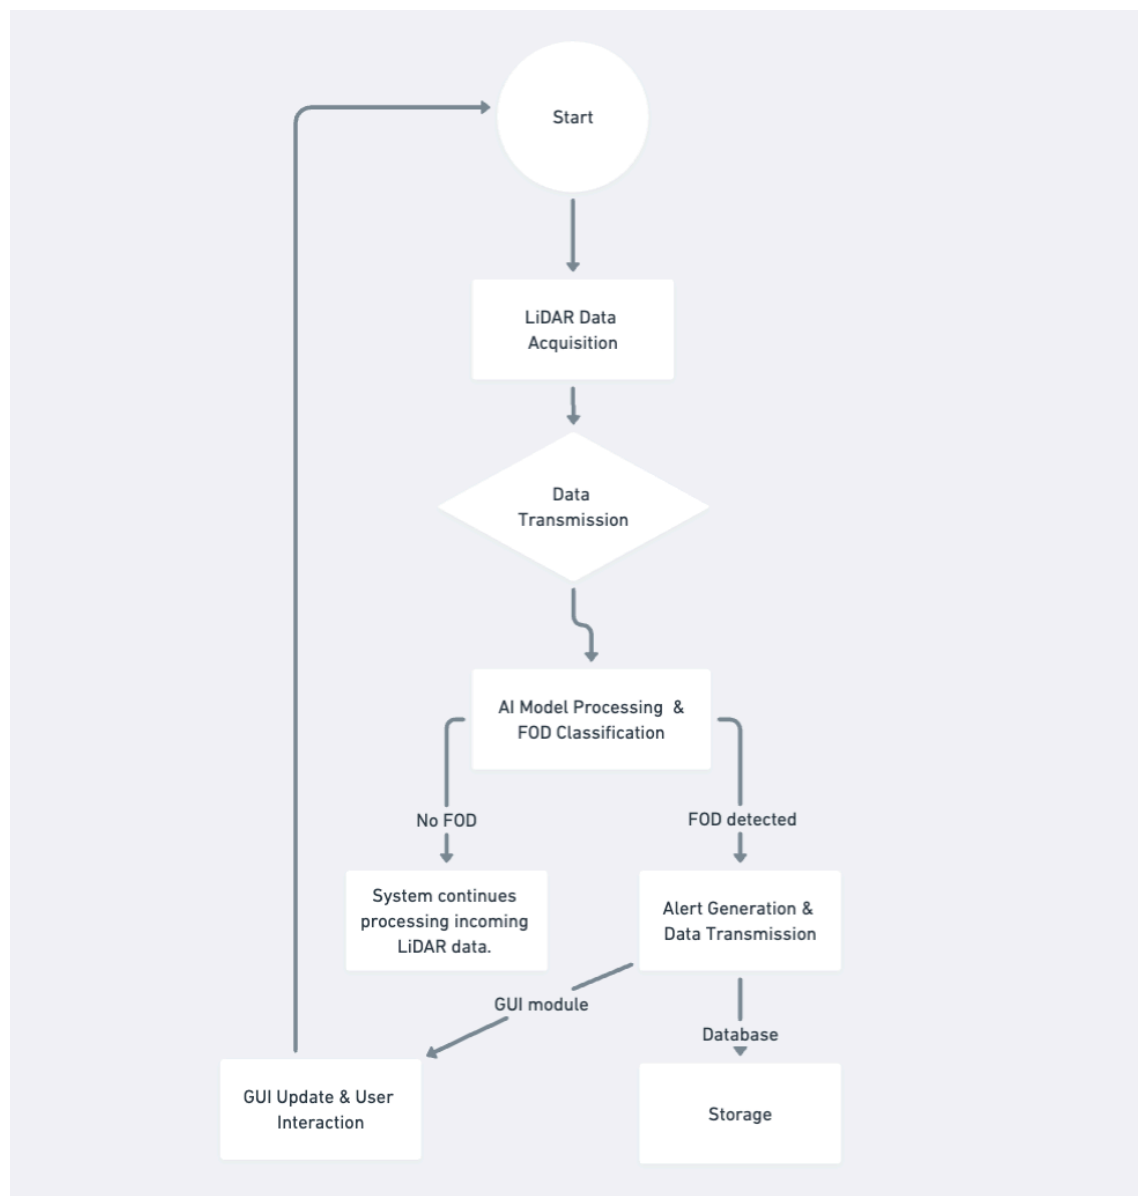 Start
LiDAR Data
Acquisition
Data
Transmission
AI Model Processing &
FOD Classification
No FOD
FOD detected
System continues
processing incoming
LiDAR data.
Alert Generation &
Data Transmission
GUI module
Database
GUI Update & User
Interaction
Storage